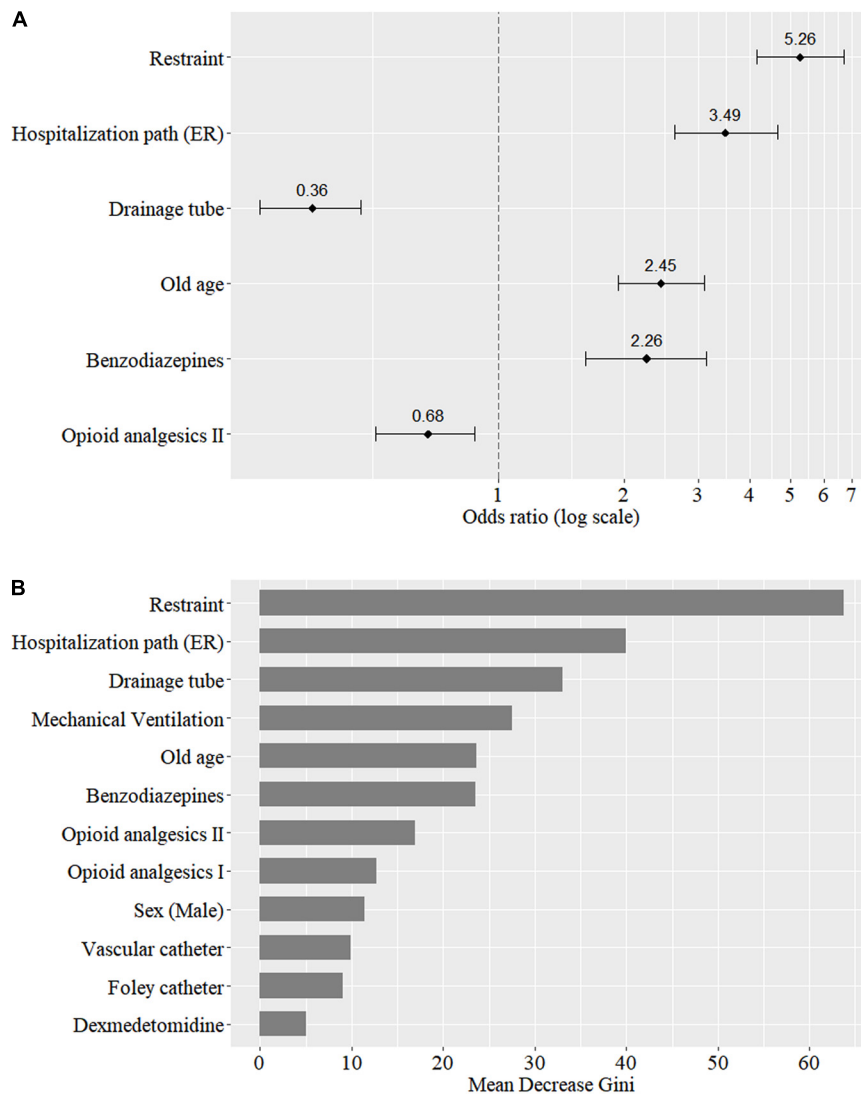 A
Restraint
5.26
Hospitalization path (ER)
3.49
Drainage tube
0.36
Old age
2.45
Benzodiazepines
2.26
Opioid analgesics II
0.68
1 2 3 4 5 6 7
Odds ratio (log scale)
B
Restraint
Hospitalization path (ER)
Drainage tube
Mechanical Ventilation
Old age
Benzodiazepines
Opioid analgesics II
Opioid analgesics I
Sex (Male)
Vascular catheter
Foley catheter
Dexmedetomidine
0 10 20 30 40 50 60
Mean Decrease Gini